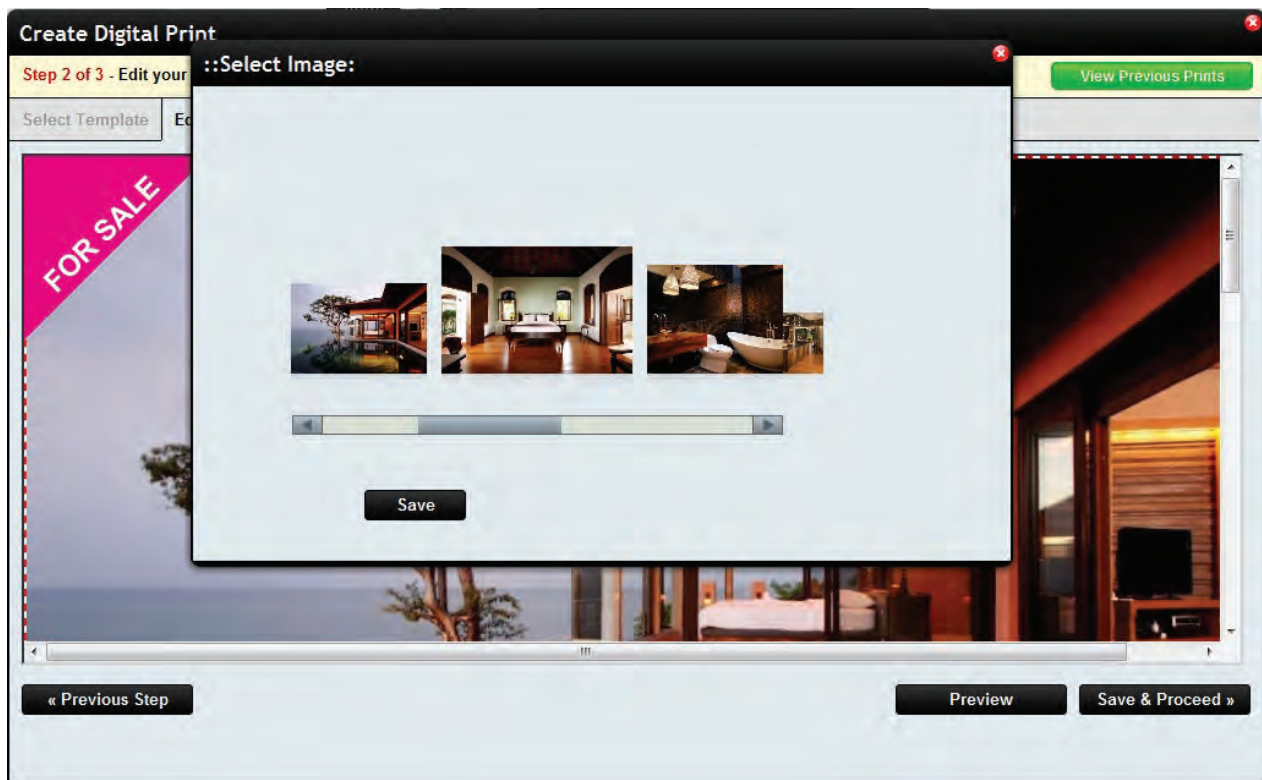 Create Digital Print
::Select Image:
Step 2 of 3 - Edit your
View Previous Prints
Select Template
FOR SALE
Save
« Previous Step
Preview
Save & Proceed »